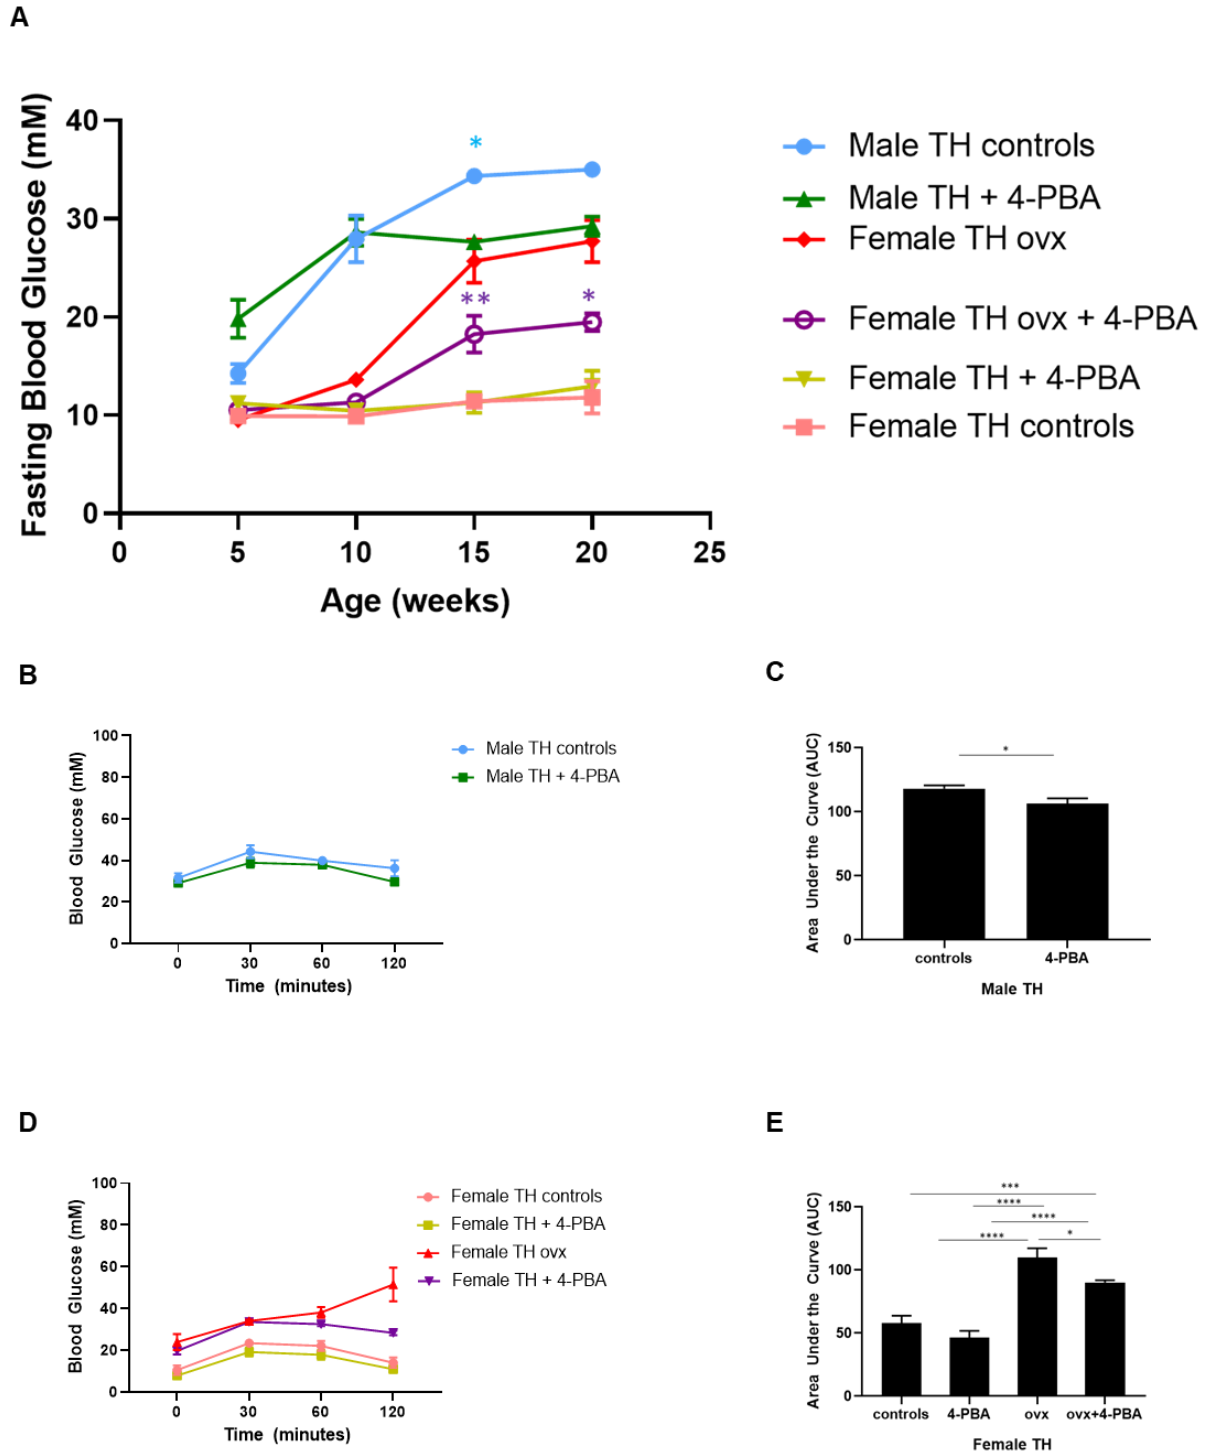 A
Fasting Blood Glucose (mM)
40
30
20
10
0
*
**
*
0 5 10 15 20 25
Age (weeks)
Male TH controls
Male TH + 4-PBA
Female TH ovx
Female TH ovx + 4-PBA
Female TH + 4-PBA
Female TH controls
B
Blood Glucose (mM)
100
80
60
40
20
0
0 30 60 120
Time (minutes)
Male TH controls
Male TH + 4-PBA
C
Area Under the Curve (AUC)
150
100
50
0
*
controls 4-PBA
Male TH
D
Blood Glucose (mM)
100
80
60
40
20
0
0 30 60 120
Time (minutes)
Female TH controls
Female TH + 4-PBA
Female TH ovx
Female TH + 4-PBA
E
Area Under the Curve (AUC)
150
100
50
0
***
****
****
**** *
controls 4-PBA ovx ovx+4-PBA
Female TH